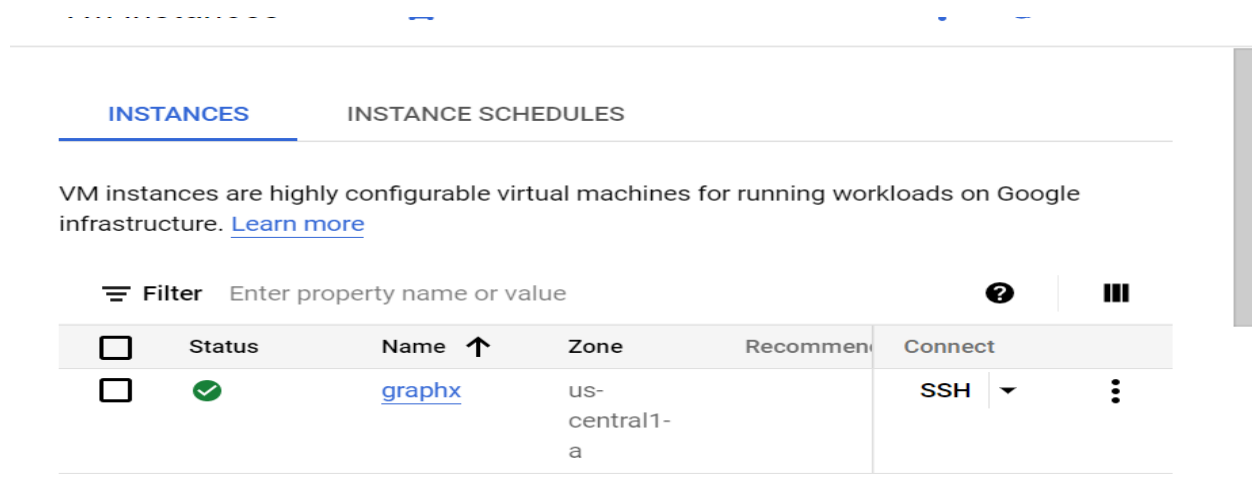 INSTANCES INSTANCE SCHEDULES
VM instances are highly configurable virtual machines for running workloads on Google
infrastructure. Learn more
Filter Enter property name or value
Status Name Zone Recommen Connect
graphx us- SSH
central1-
a